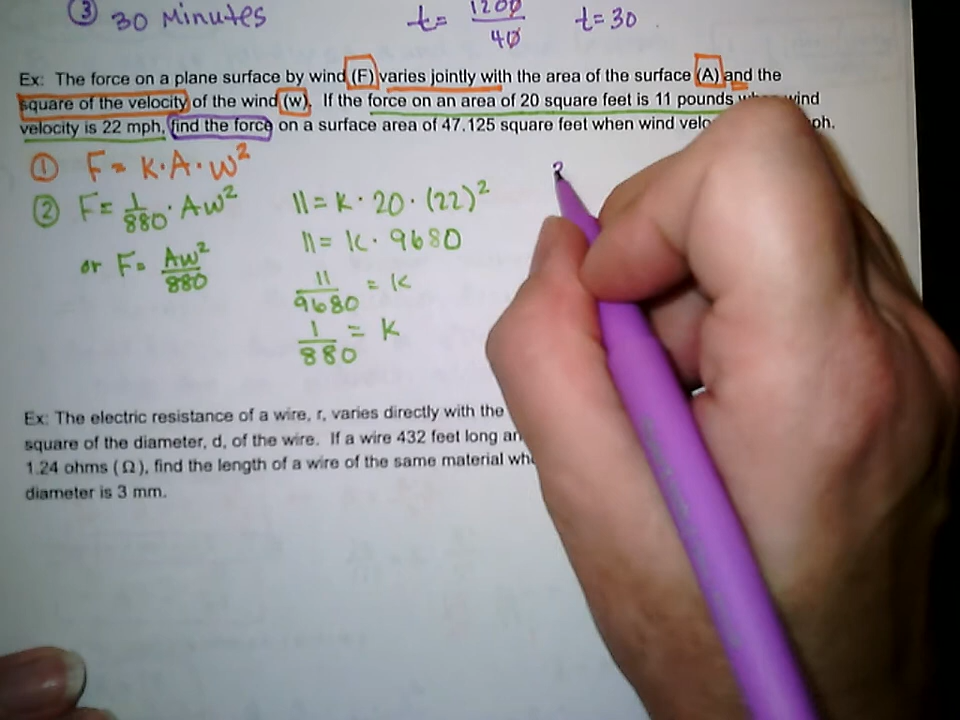 ③ 30 Minutes t= 1200/40 t=30
Ex: The force on a plane surface by wind (F) varies jointly with the area of the surface (A) and the
square of the velocity of the wind (w). If the force on an area of 20 square feet is 11 pounds wind
velocity is 22 mph, find the force on a surface area of 47.125 square feet when wind ph.
① F = K·A·w²
② F = 1/880 · Aw² 11 = K · 20 · (22)²
11 = K · 9680
or F = Aw²/880
11/9680 = K
1/880 = K
Ex: The electric resistance of a wire, r, varies directly with the
square of the diameter, d, of the wire. If a wire 432 feet long
1.24 ohms (Ω), find the length of a wire of the same material
diameter is 3 mm.